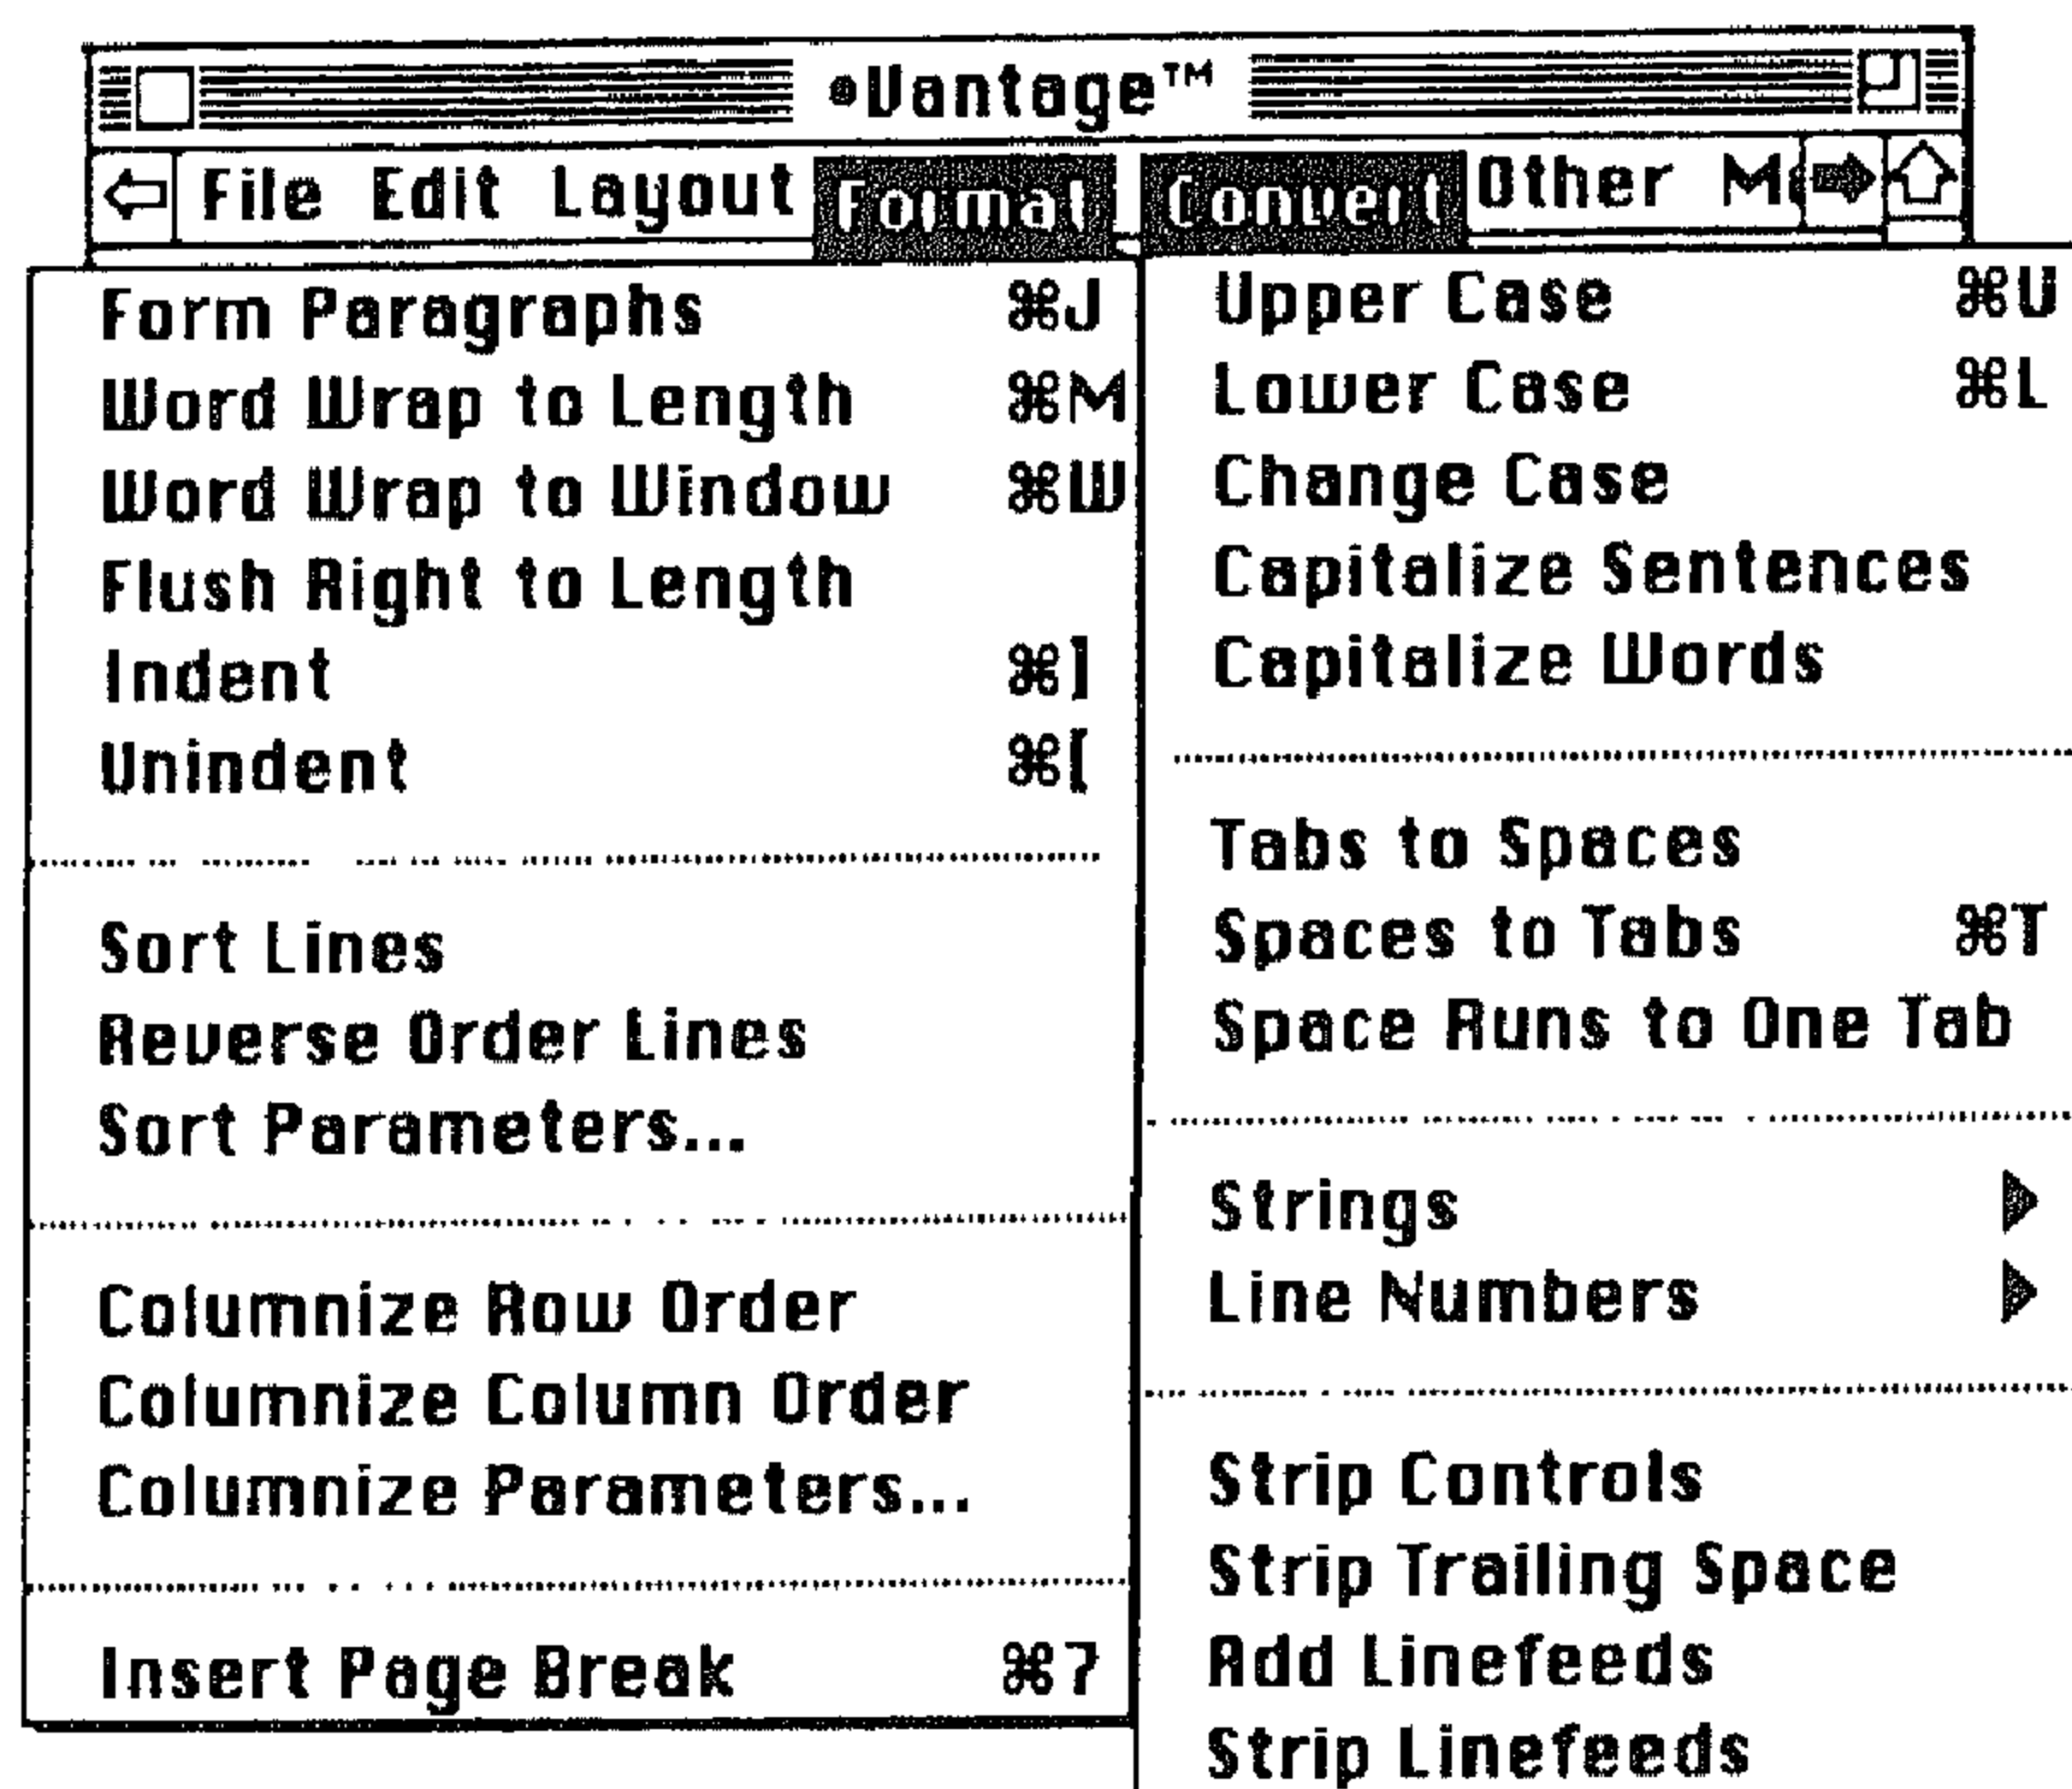 Vantage™
File Edit Layout Format Convert Other
Form Paragraphs ⌘J
Word Wrap to Length ⌘M
Word Wrap to Window ⌘W
Flush Right to Length
Indent ⌘]
Unindent ⌘[
Sort Lines
Reverse Order Lines
Sort Parameters...
Columnize Row Order
Columnize Column Order
Columnize Parameters...
Insert Page Break ⌘7
Upper Case ⌘U
Lower Case ⌘L
Change Case
Capitalize Sentences
Capitalize Words
Tabs to Spaces
Spaces to Tabs ⌘T
Space Runs to One Tab
Strings
Line Numbers
Strip Controls
Strip Trailing Space
Add Linefeeds
Strip Linefeeds